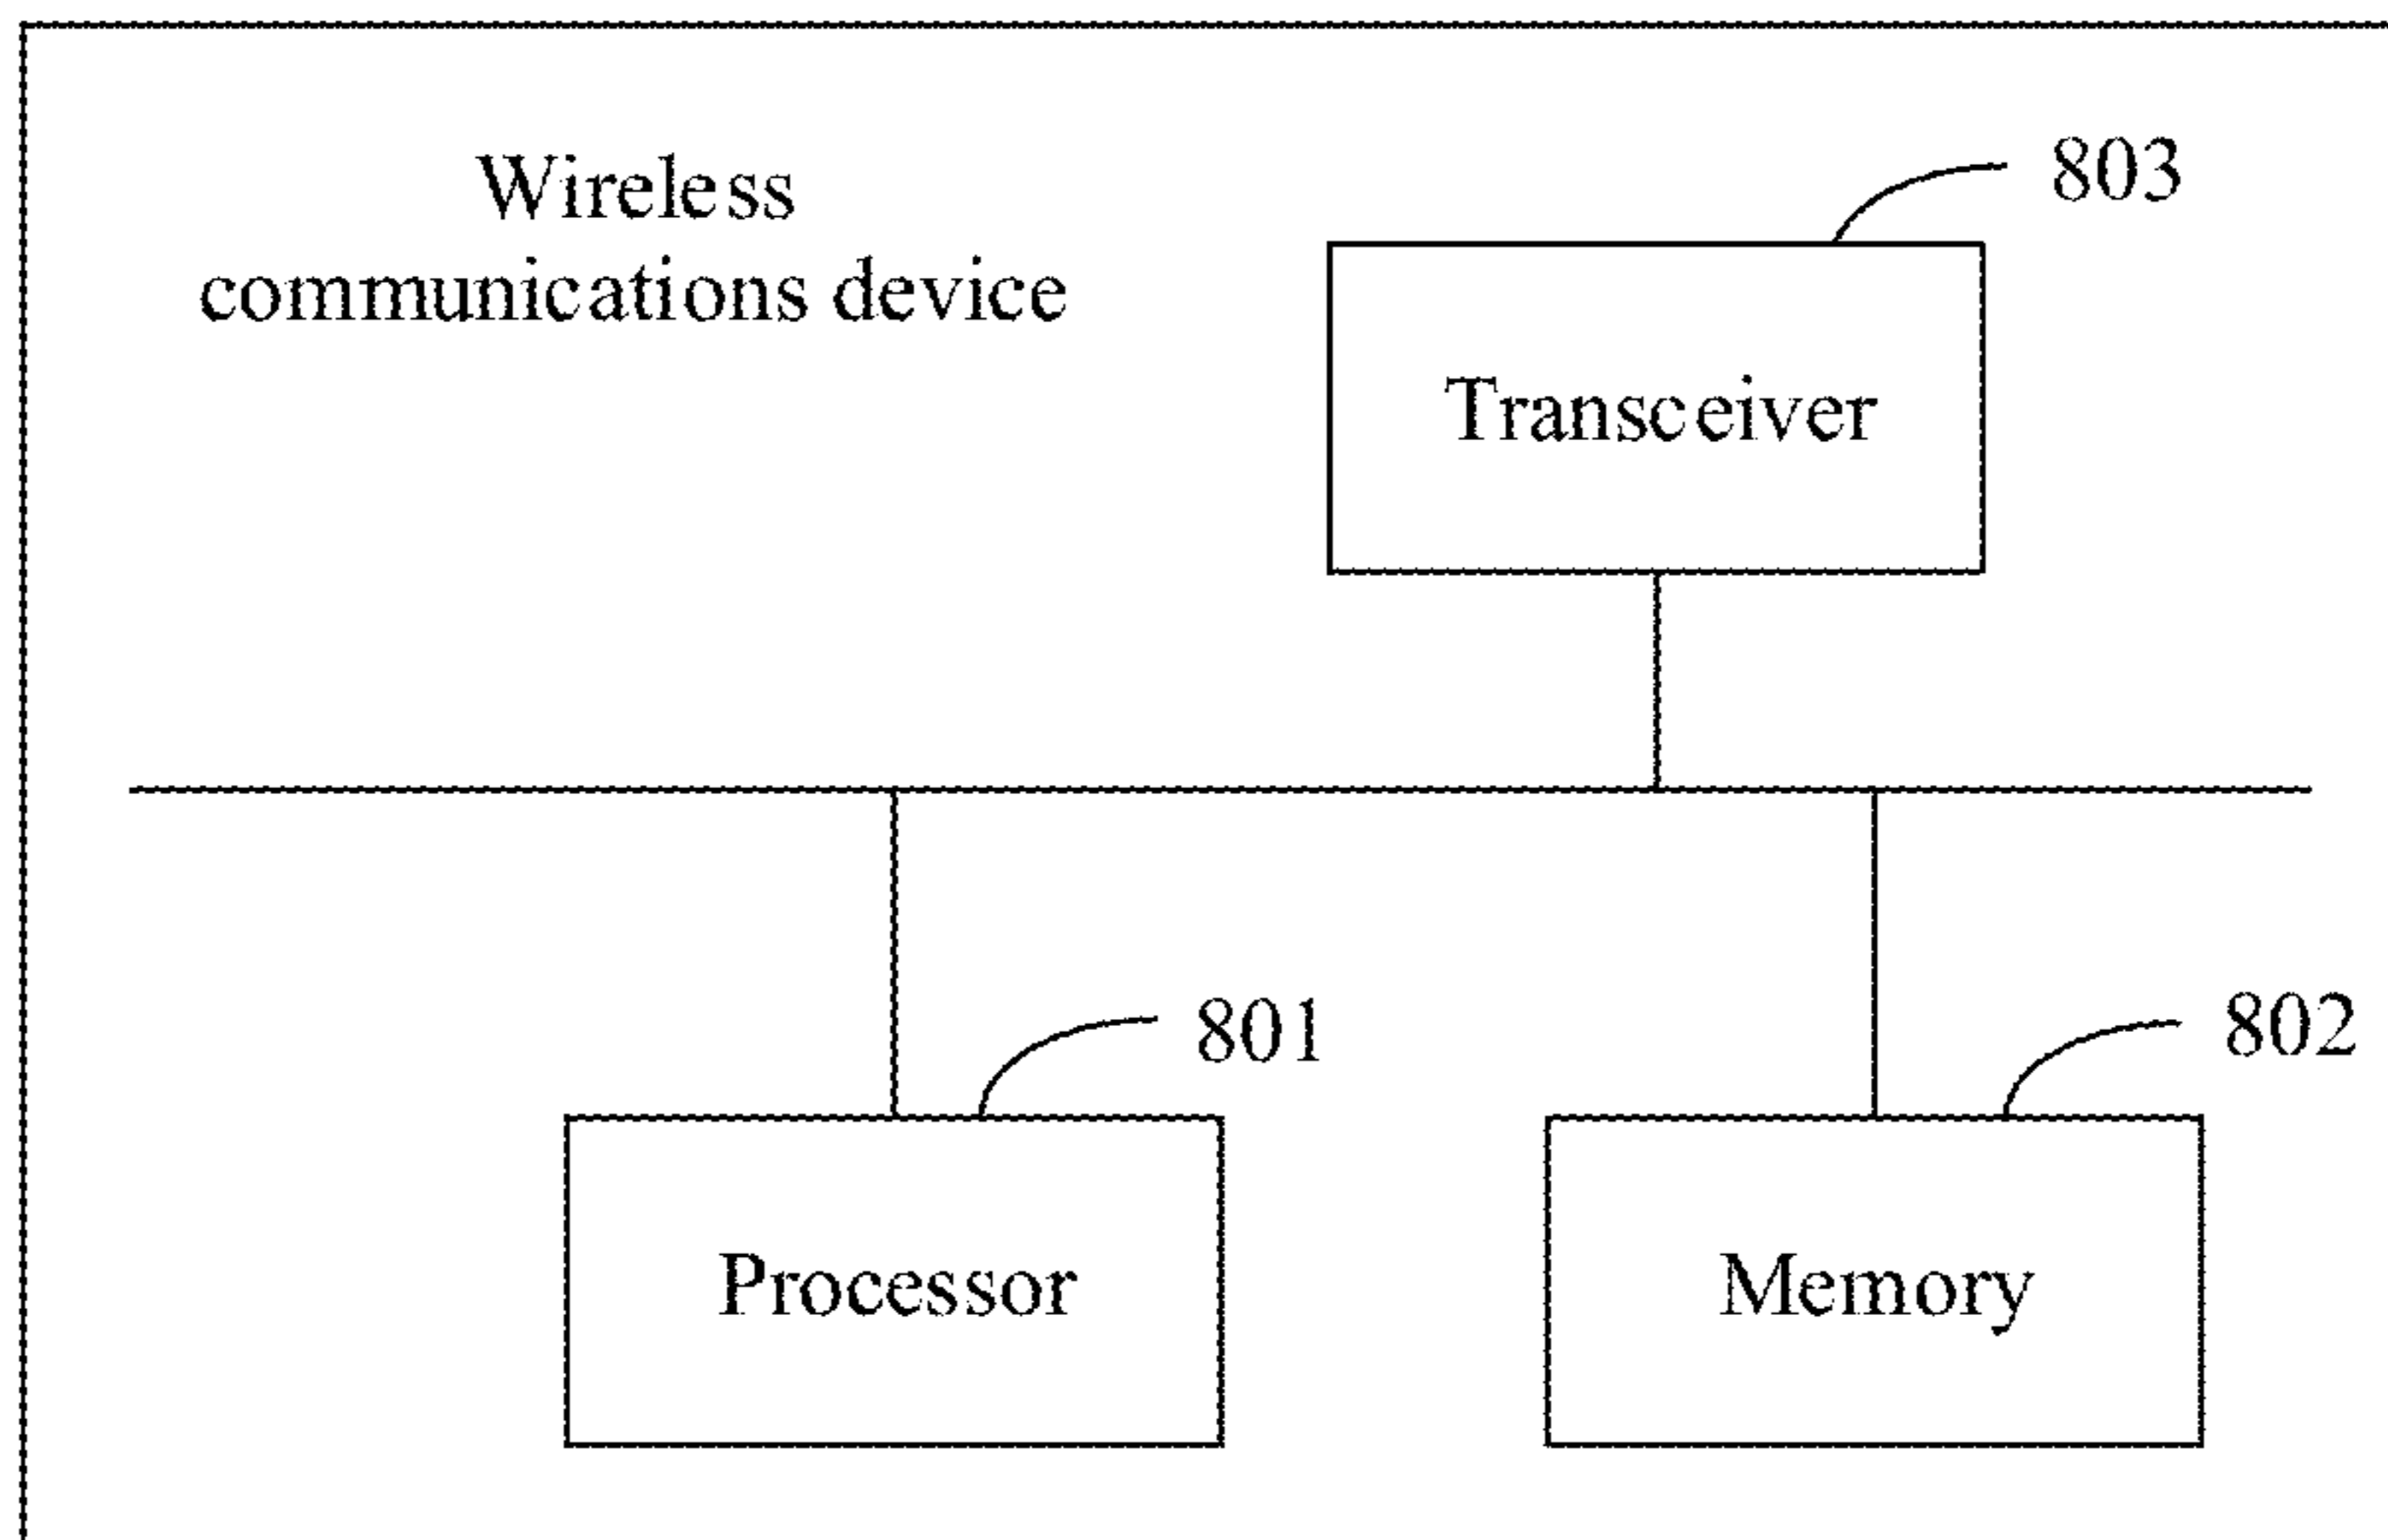 Wireless
communications device
803
Transceiver
801
802
Processor
Memory